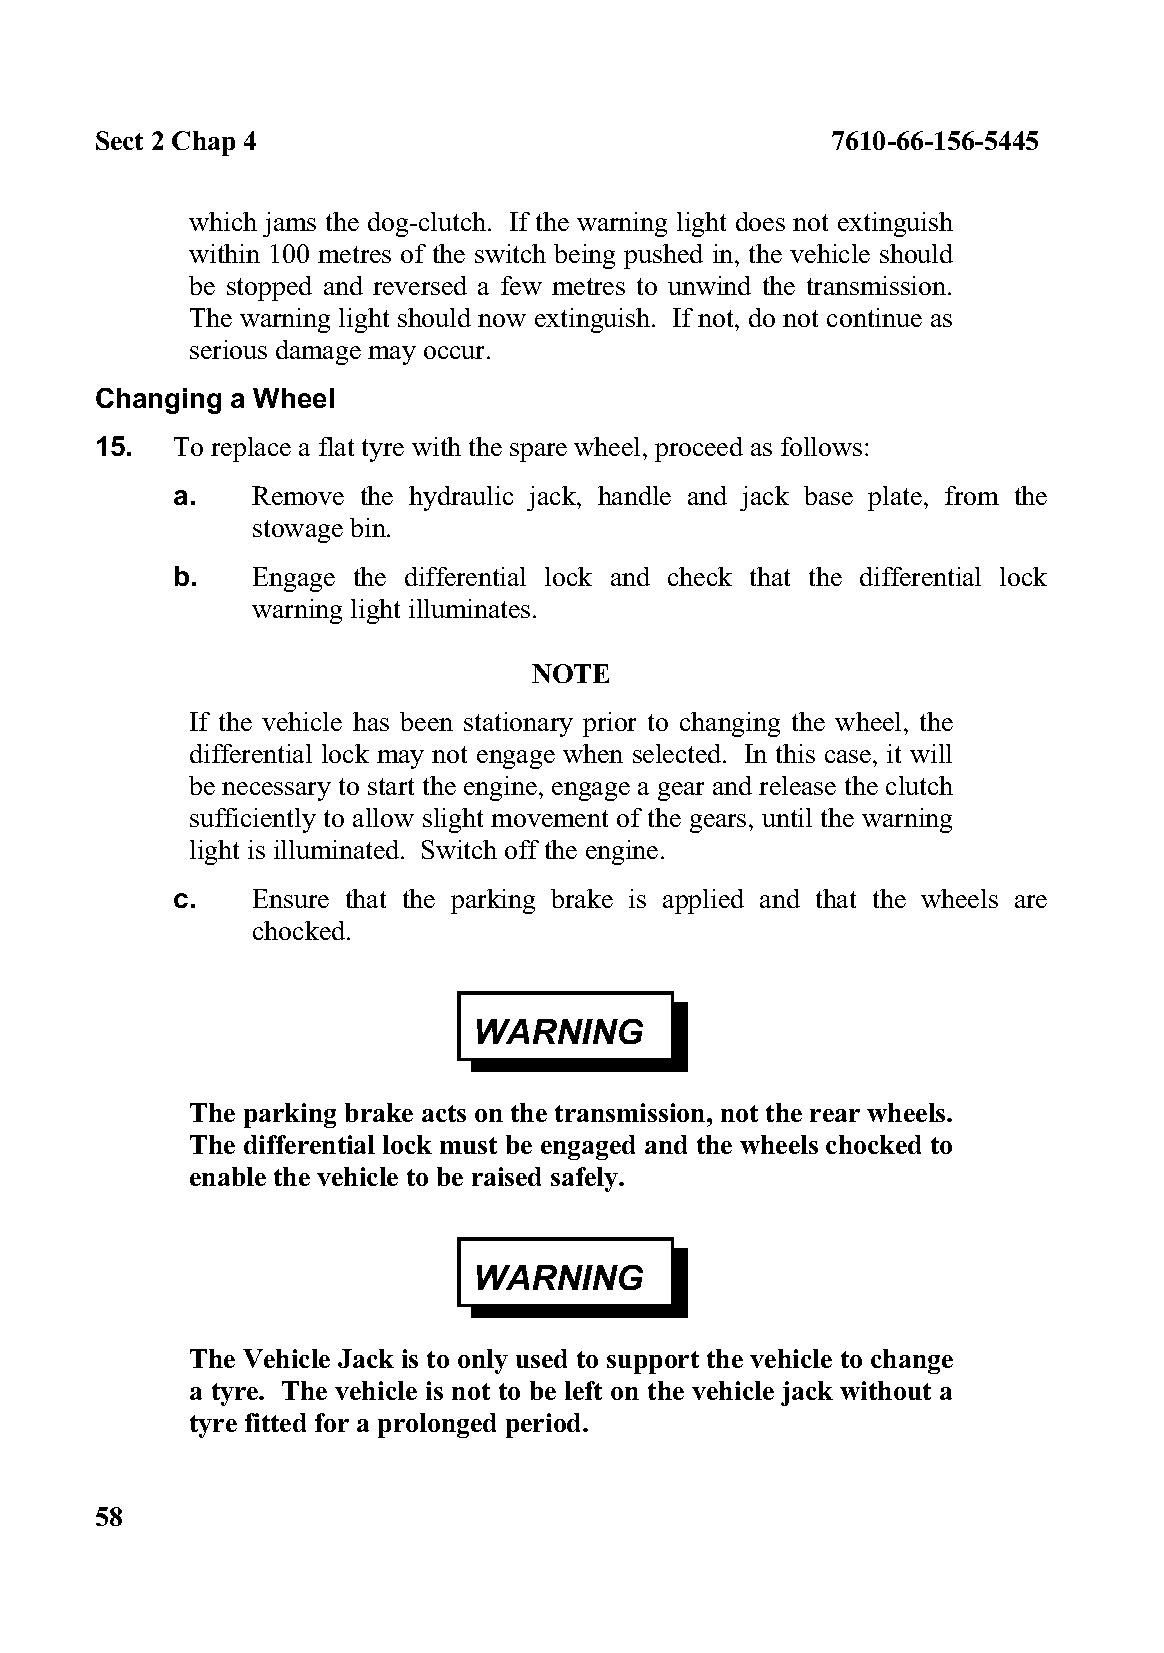 Sect 2 Chap 4 7610-66-156-5445
which jams the dog-clutch.  If the warning light does not extinguish
within 100 metres of the switch being pushed in, the vehicle should
be stopped and reversed a few metres to unwind the transmission.
The warning light should now extinguish.  If not, do not continue as
serious damage may occur.
Changing a Wheel
15. To replace a flat tyre with the spare wheel, proceed as follows:
a. Remove the hydraulic jack, handle and jack base plate, from the
stowage bin.
b. Engage the differential lock and check that the differential lock
warning light illuminates.
NOTE
If the vehicle has been stationary prior to changing the wheel, the
differential lock may not engage when selected.  In this case, it will
be necessary to start the engine, engage a gear and release the clutch
sufficiently to allow slight movement of the gears, until the warning
light is illuminated.  Switch off the engine.
c. Ensure that the parking brake is applied and that the wheels are
chocked.
WARNING
The parking brake acts on the transmission, not the rear wheels.
The differential lock must be engaged and the wheels chocked to
enable the vehicle to be raised safely.
WARNING
The Vehicle Jack is to only used to support the vehicle to change
a tyre.  The vehicle is not to be left on the vehicle jack without a
tyre fitted for a prolonged period.
58